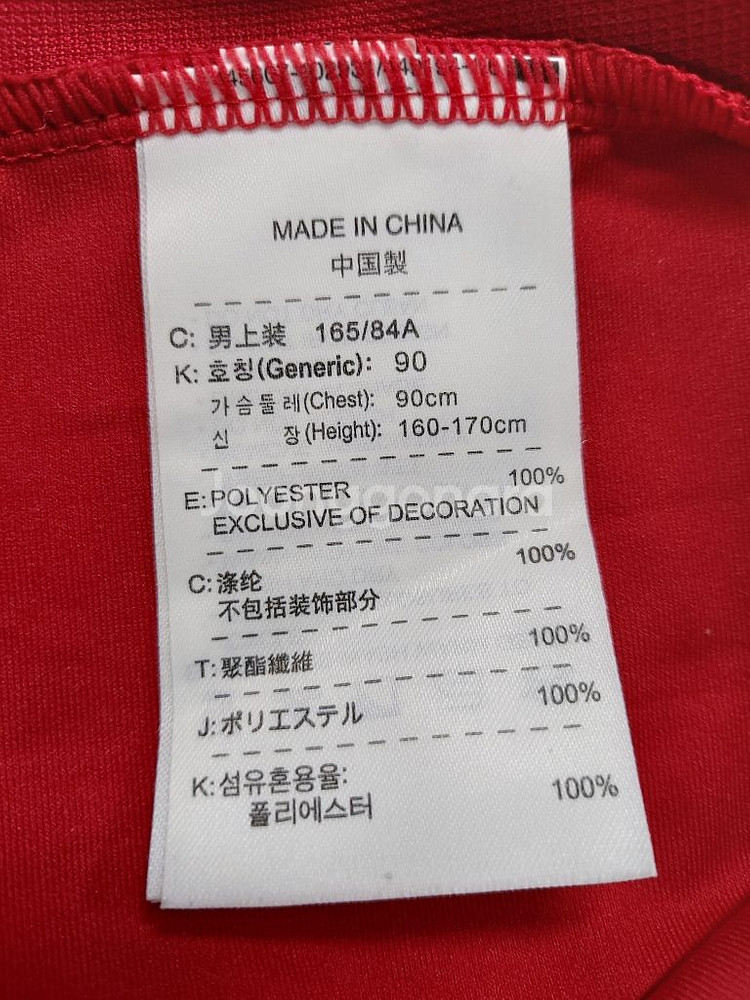 MADE IN CHINA
中国製
C: 男上装 165/84A
K: 호칭(Generic): 90
가슴둘레(Chest): 90cm
신 장(Height): 160-170cm
E: POLYESTER 100%
EXCLUSIVE OF DECORATION
C: 涤纶 100%
不包括装饰部分
T: 聚酯纖維 100%
J: ポリエステル 100%
K: 섬유혼용율:
폴리에스터 100%